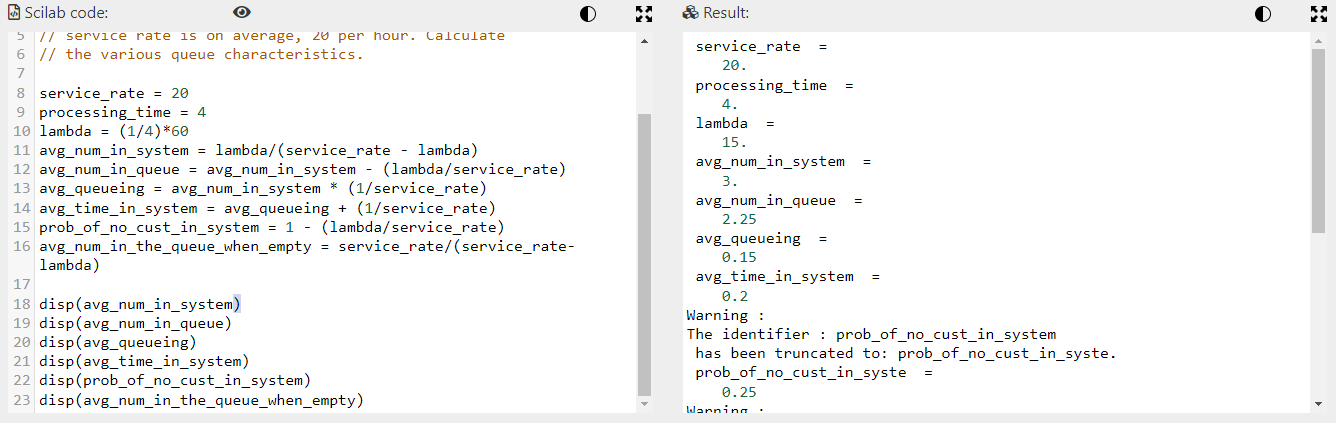 Scilab code:
5 // service rate is on average, 20 per hour. Calculate
6 // the various queue characteristics.
7
8 service_rate = 20
9 processing_time = 4
10 lambda = (1/4)*60
11 avg_num_in_system = lambda/(service_rate - lambda)
12 avg_num_in_queue = avg_num_in_system - (lambda/service_rate)
13 avg_queueing = avg_num_in_system * (1/service_rate)
14 avg_time_in_system = avg_queueing + (1/service_rate)
15 prob_of_no_cust_in_system = 1 - (lambda/service_rate)
16 avg_num_in_the_queue_when_empty = service_rate/(service_rate-
lambda)
17
18 disp(avg_num_in_system)
19 disp(avg_num_in_queue)
20 disp(avg_queueing)
21 disp(avg_time_in_system)
22 disp(prob_of_no_cust_in_system)
23 disp(avg_num_in_the_queue_when_empty)
Result:
service_rate  =
20.
processing_time  =
4.
lambda  =
15.
avg_num_in_system  =
3.
avg_num_in_queue  =
2.25
avg_queueing  =
0.15
avg_time_in_system  =
0.2
Warning :
The identifier : prob_of_no_cust_in_system
has been truncated to: prob_of_no_cust_in_syste.
prob_of_no_cust_in_syste  =
0.25
Warning :